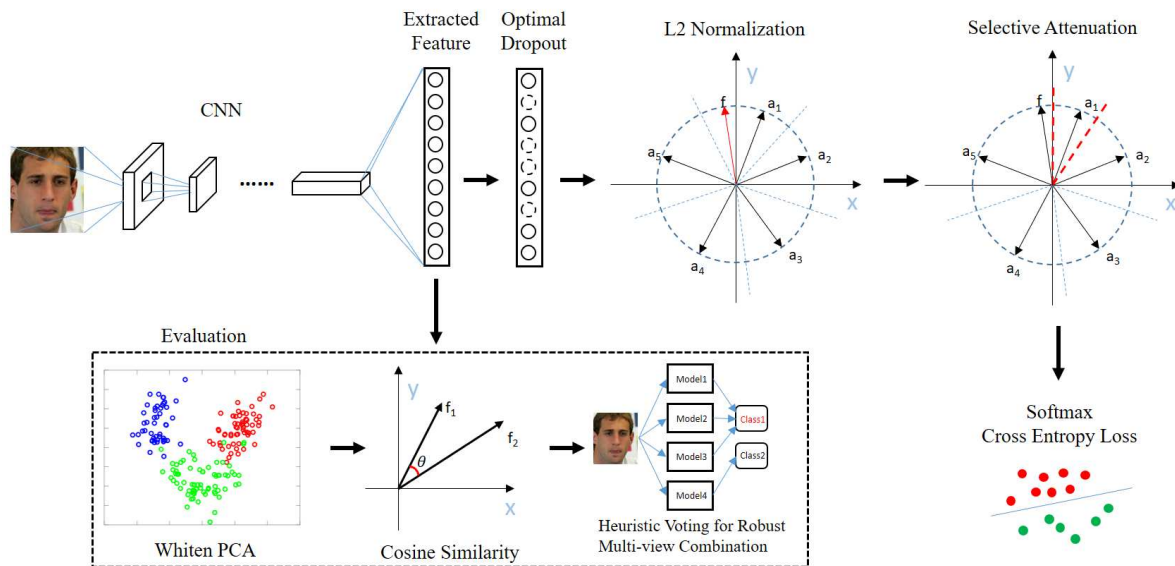 Extracted
Feature
Optimal
Dropout
L2 Normalization
Selective Attenuation
CNN
......
y
f
a1
a2
a3
a4
a5
x
y
f
a1
a2
a3
a4
a5
x
Evaluation
Whiten PCA
y
f1
f2
θ
x
Cosine Similarity
Model1
Model2
Model3
Model4
Class1
Class2
Heuristic Voting for Robust
Multi-view Combination
Softmax
Cross Entropy Loss